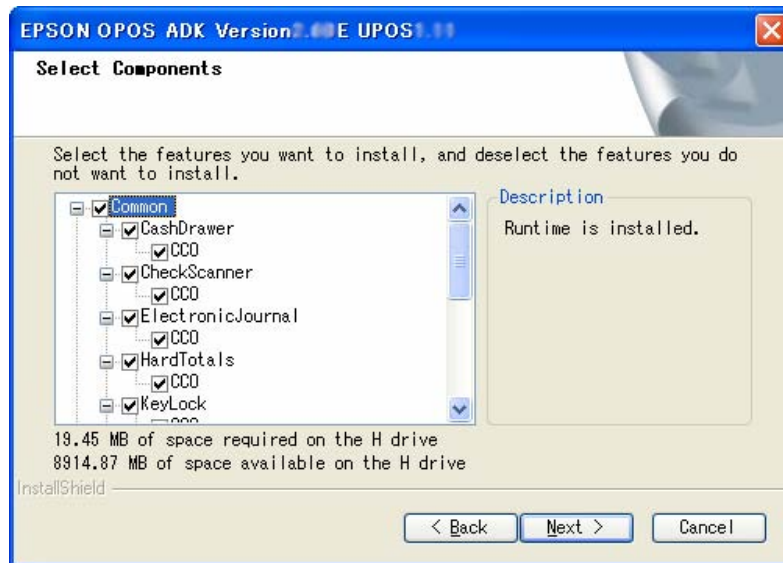 EPSON OPOS ADK Version E UPOS
Select Components
Select the features you want to install, and deselect the features you do
not want to install.
Common
CashDrawer
CCO
CheckScanner
CCO
ElectronicJournal
CCO
HardTotals
CCO
KeyLock
Description
Runtime is installed.
19.45 MB of space required on the H drive
8914.87 MB of space available on the H drive
InstallShield
< Back
Next >
Cancel